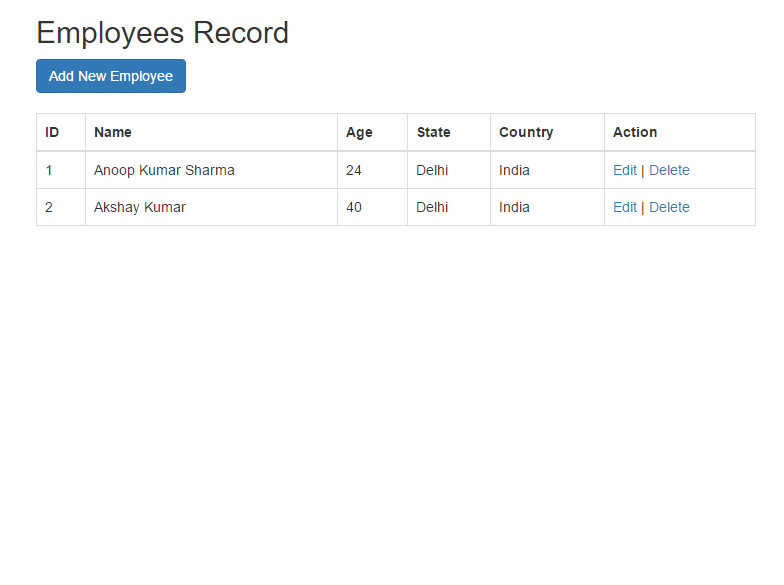 Employees Record
Add New Employee
ID Name Age State Country Action
1 Anoop Kumar Sharma 24 Delhi India Edit | Delete
2 Akshay Kumar 40 Delhi India Edit | Delete